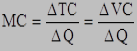 MC = ΔTC/ΔQ = ΔVC/ΔQ